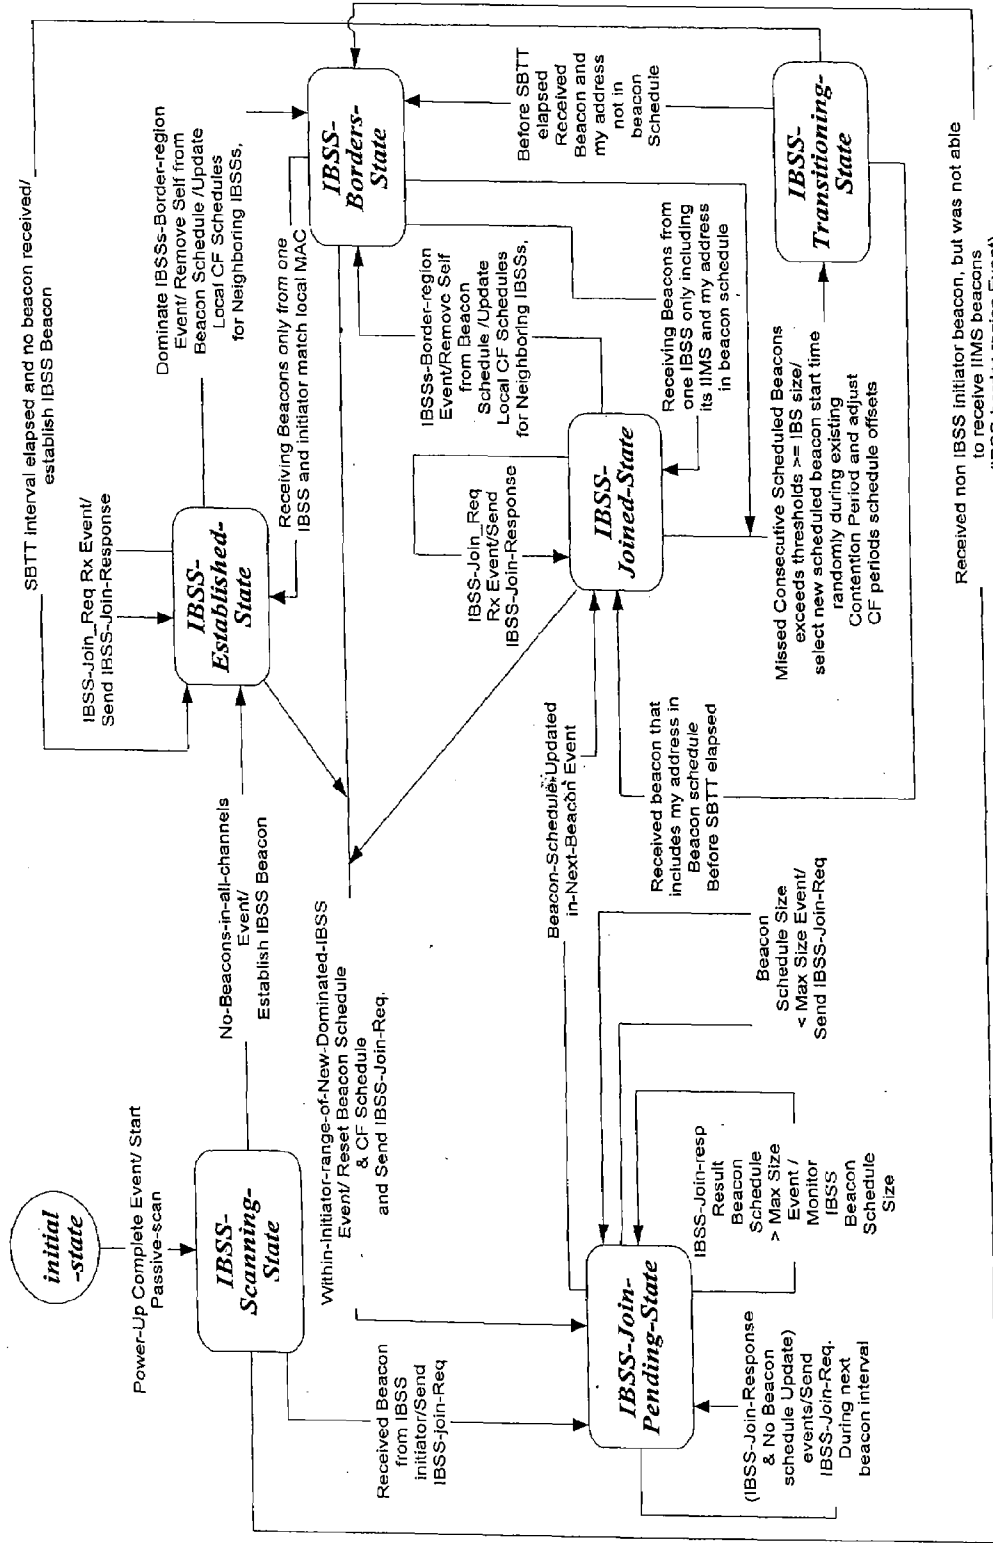 initial
-state
Power-Up Complete Event/ Start
Passive-scan
IBSS-
Scanning-
State
No-Beacons-in-all-channels
Event/
Establish IBSS Beacon
SBTT Interval elapsed and no beacon received/
establish IBSS Beacon
IBSS-Join_Req Rx Event/
Send IBSS-Join-Response
IBSS-
Established-
State
Dominate IBSSs-Border-region
Event/ Remove Self from
Beacon Schedule /Update
Local CF Schedules
for Neighboring IBSSs,
Receiving Beacons only from one
IBSS and initiator match local MAC
IBSS-
Borders-
State
Before SBTT
elapsed
Received
Beacon and
my address
not in
beacon
Schedule
IBSS-
Transitioning-
State
Within-Initiator-range-of-New-Dominated-IBSS
Event/ Reset Beacon Schedule
& CF Schedule
and Send IBSS-Join-Req.
Received Beacon
from IBSS
initiator/Send
IBSS-join-Req
IBSS-Join-
Pending-State
(IBSS-Join-Response
& No Beacon
schedule Update)
events/Send
IBSS-Join-Req.
During next
beacon interval
IBSS-Join-resp
Result
Beacon
Schedule
> Max Size
Event /
Monitor
IBSS
Beacon
Schedule
Size
Beacon
Schedule Size
< Max Size Event/
Send IBSS-Join-Req
Beacon-Schedule-Updated
in-Next-Beacon Event
Received beacon that
includes my address in
Beacon schedule
Before SBTT elapsed
IBSS-Join_Req
Rx Event/Send
IBSS-Join-Response
IBSS-
Joined-State
IBSSs-Border-region
Event/Remove Self
from Beacon
Schedule /Update
Local CF Schedules
for Neighboring IBSSs,
Receiving Beacons from
one IBSS only including
its IIMS and my address
in beacon schedule
Missed Consecutive Scheduled Beacons
exceeds thresholds >= IBS size/
select new scheduled beacon start time
randomly during existing
Contention Period and adjust
CF periods schedule offsets
Received non IBSS initiator beacon, but was not able
to receive IIMS beacons